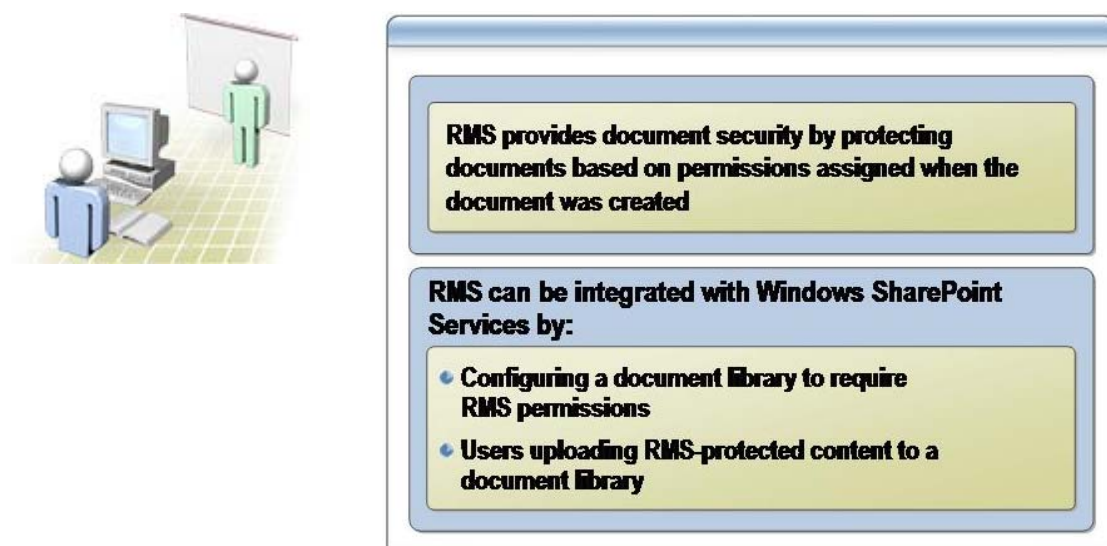 RMS provides document security by protecting
documents based on permissions assigned when the
document was created
RMS can be integrated with Windows SharePoint
Services by:
Configuring a document library to require
RMS permissions
Users uploading RMS-protected content to a
document library